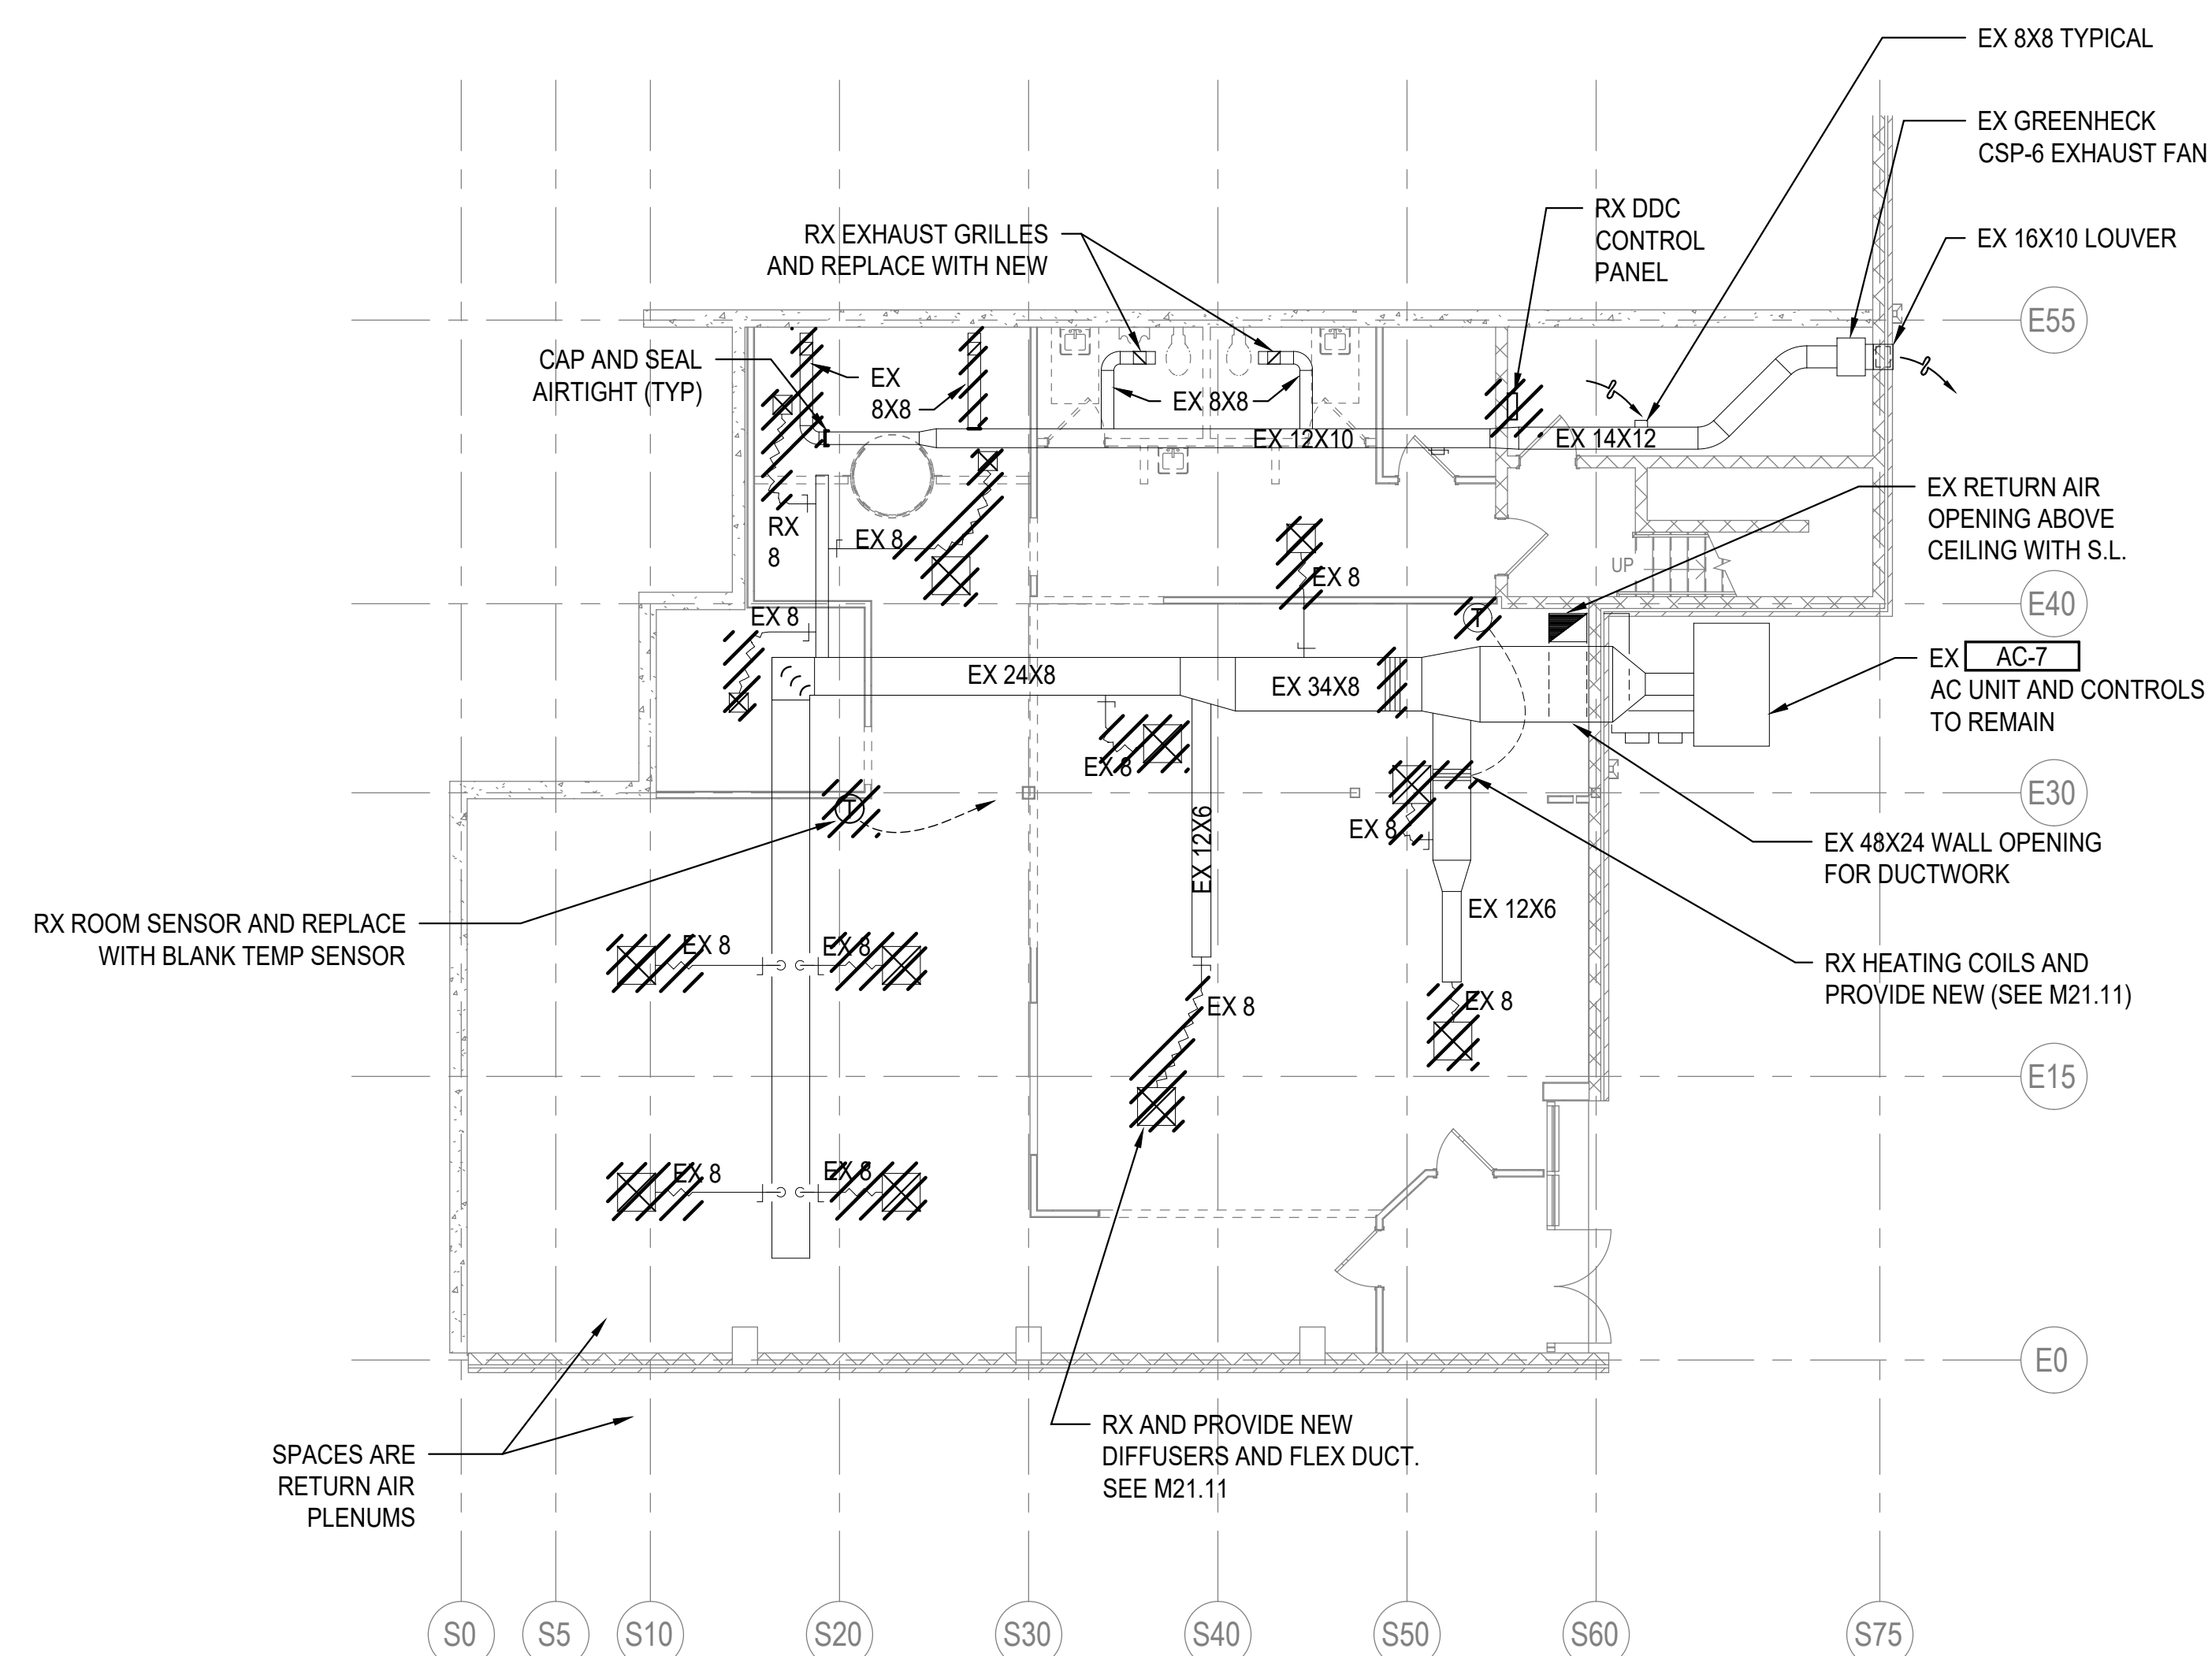 EX 8X8 TYPICAL
EX GREENHECK
CSP-6 EXHAUST FAN
RX DDC
CONTROL
PANEL
EX 16X10 LOUVER
RX EXHAUST GRILLES
AND REPLACE WITH NEW
E55
CAP AND SEAL
AIRTIGHT (TYP)
EX
8X8
EX 8X8
EX 12X10
EX 14X12
EX RETURN AIR
OPENING ABOVE
CEILING WITH S.L.
RX
8
EX 8
EX 8
UP
E40
EX 8
T
EX AC-7
AC UNIT AND CONTROLS
TO REMAIN
EX 24X8
EX 34X8
EX 8
E30
T
EX 8
EX 12X6
EX 48X24 WALL OPENING
FOR DUCTWORK
EX 12X6
RX ROOM SENSOR AND REPLACE
WITH BLANK TEMP SENSOR
EX 8
EX 8
RX HEATING COILS AND
PROVIDE NEW (SEE M21.11)
EX 8
EX 8
E15
EX 8
EX 8
E0
RX AND PROVIDE NEW
DIFFUSERS AND FLEX DUCT.
SEE M21.11
SPACES ARE
RETURN AIR
PLENUMS
S0
S5
S10
S20
S30
S40
S50
S60
S75